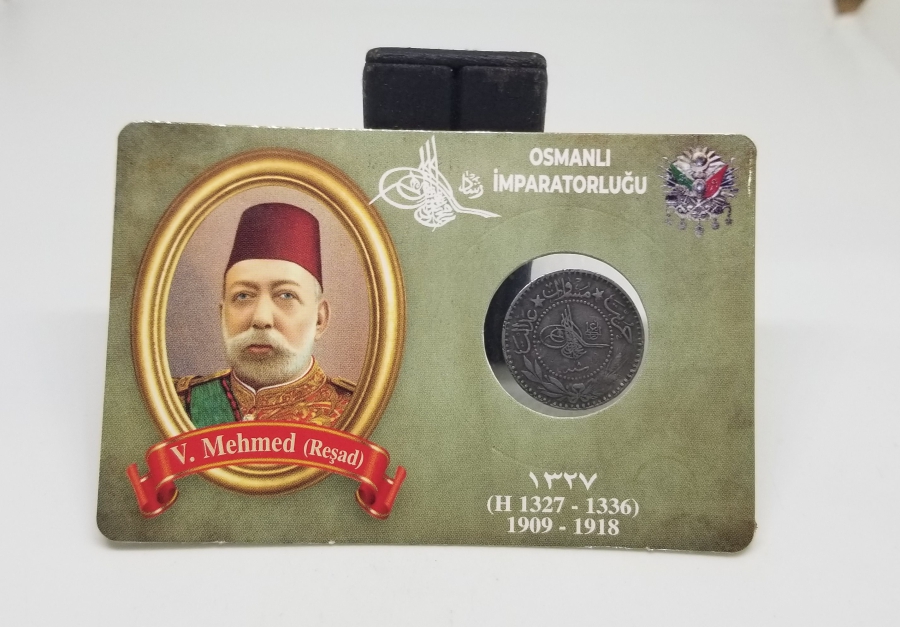 OSMANLI
İMPARATORLUĞU
V. Mehmed (Reşad)
١٣٢٧
(H 1327 - 1336)
1909 - 1918